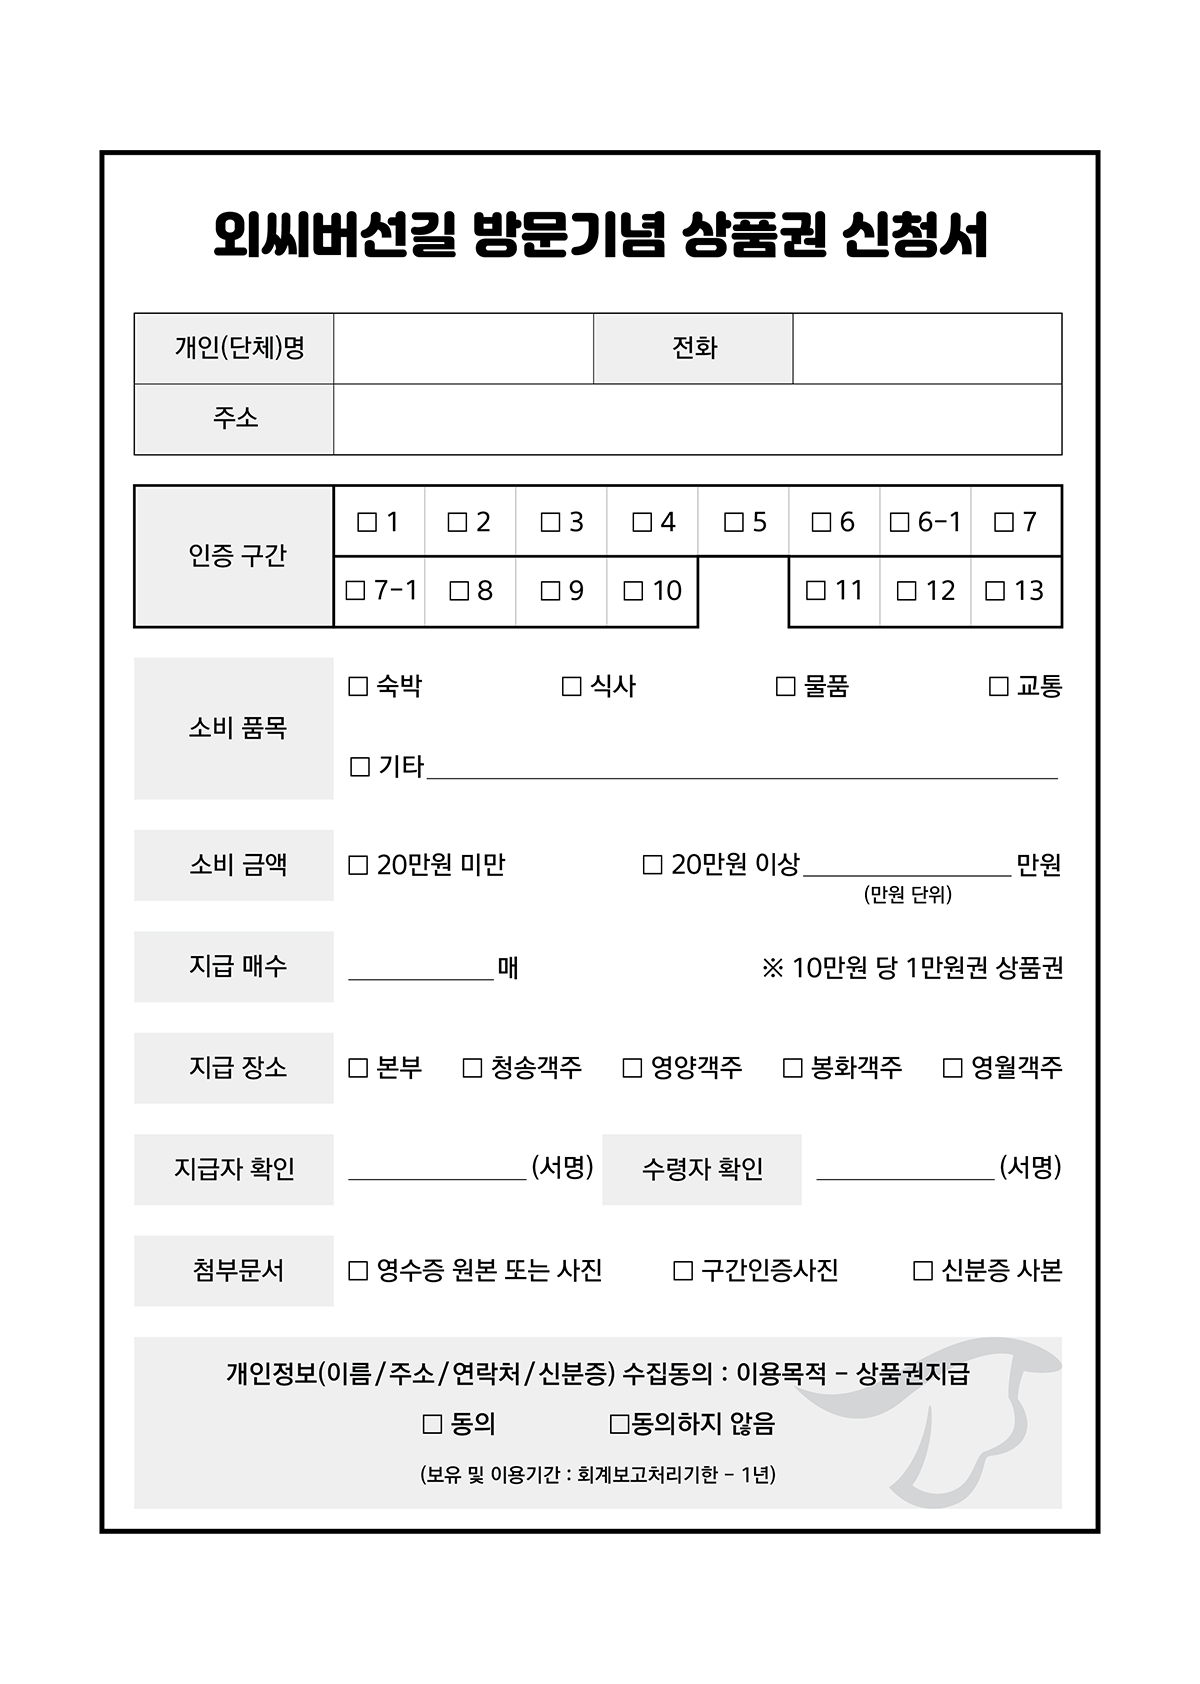 외씨버선길 방문기념 상품권 신청서
개인(단체)명 전화
주소
인증 구간
□ 1 □ 2 □ 3 □ 4 □ 5 □ 6 □ 6-1 □ 7
□ 7-1 □ 8 □ 9 □ 10 □ 11 □ 12 □ 13
소비 품목
□ 숙박 □ 식사 □ 물품 □ 교통
□ 기타
소비 금액 □ 20만원 미만 □ 20만원 이상 만원
(만원 단위)
지급 매수 매 ※ 10만원 당 1만원권 상품권
지급 장소 □ 본부 □ 청송객주 □ 영양객주 □ 봉화객주 □ 영월객주
지급자 확인 (서명) 수령자 확인 (서명)
첨부문서 □ 영수증 원본 또는 사진 □ 구간인증사진 □ 신분증 사본
개인정보(이름/주소/연락처/신분증) 수집동의 : 이용목적 - 상품권지급
□ 동의 □동의하지 않음
(보유 및 이용기간 : 회계보고처리기한 - 1년)